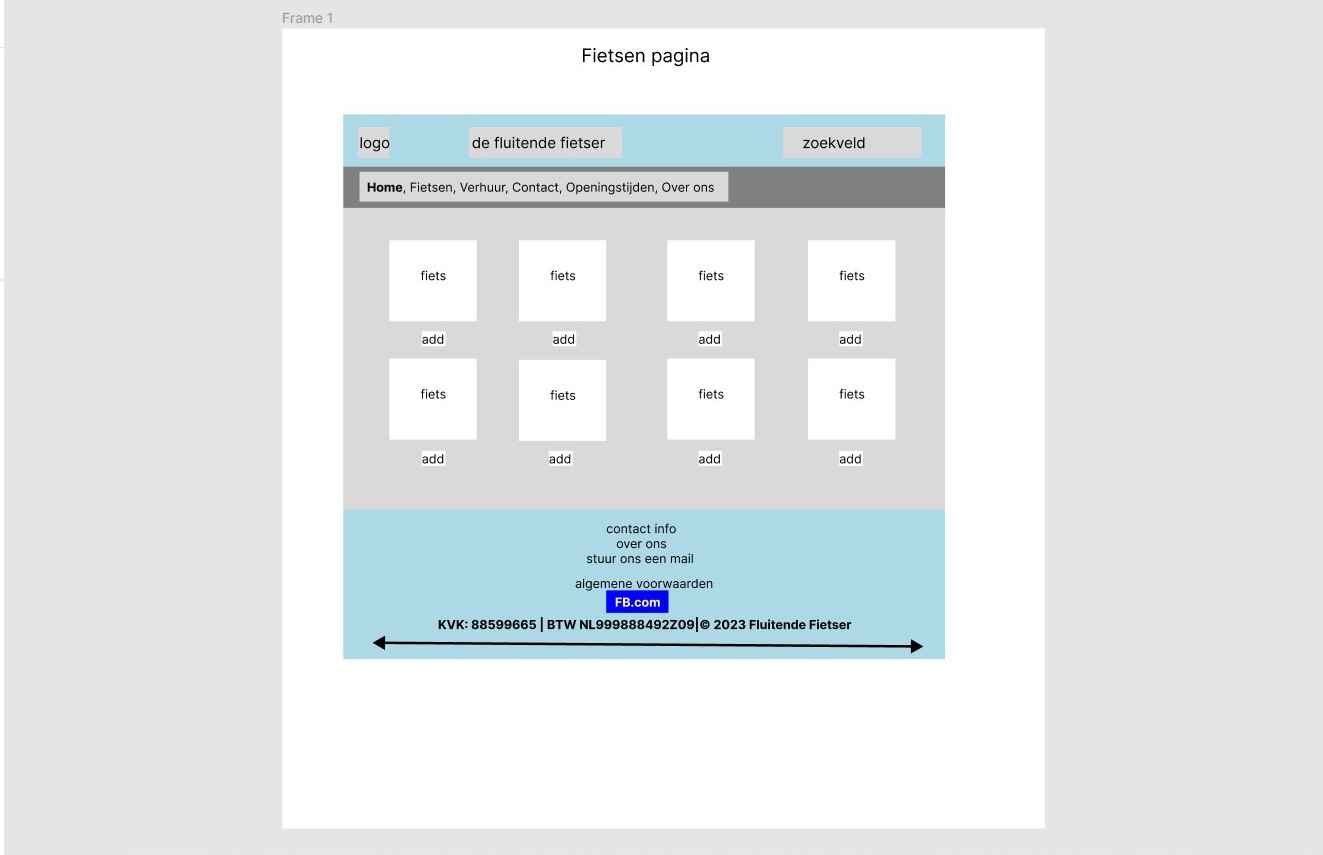 Frame 1
Fietsen pagina
logo
de fluitende fietser
zoekveld
Home, Fietsen, Verhuur, Contact, Openingstijden, Over ons
fiets
fiets
fiets
fiets
add
add
add
add
fiets
fiets
fiets
fiets
add
add
add
add
contact info
over ons
stuur ons een mail
algemene voorwaarden
FB.com
KVK: 88599665 | BTW NL999888492Z09|© 2023 Fluitende Fietser